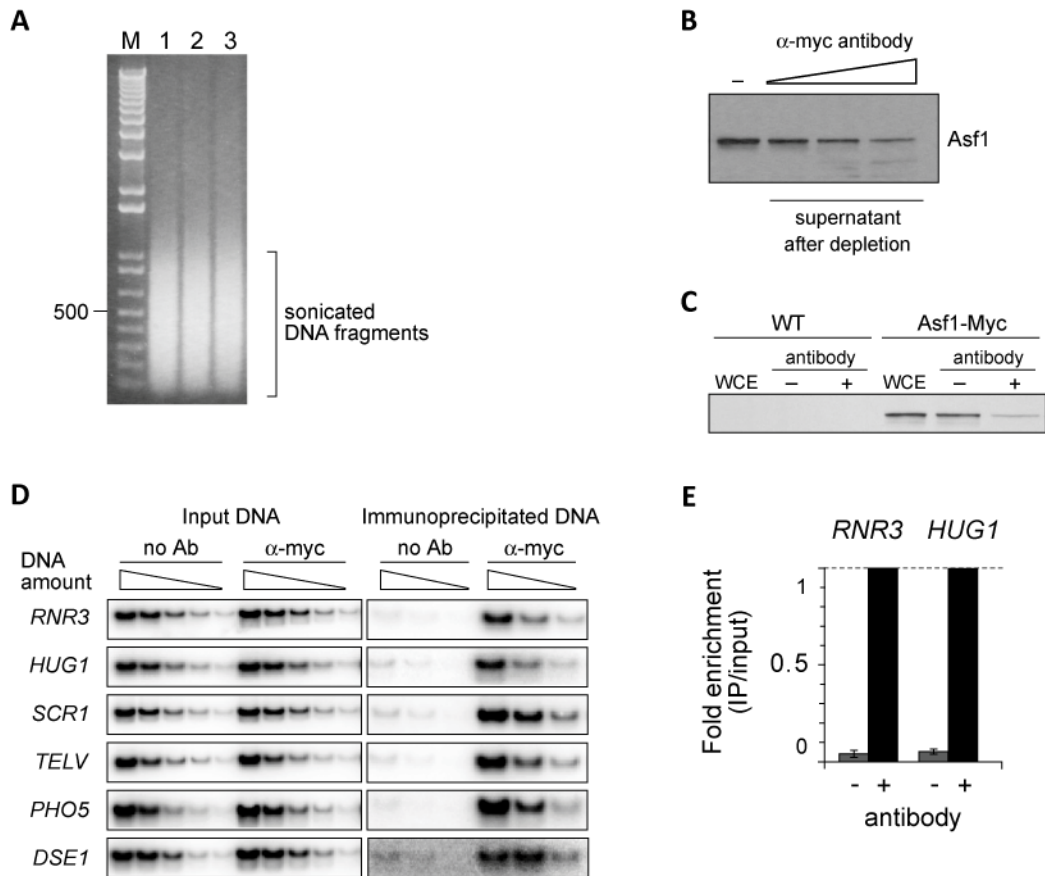 A
M 1 2 3
500
sonicated
DNA fragments
B
α-myc antibody
–
Asf1
supernatant
after depletion
C
WT Asf1-Myc
antibody antibody
WCE – + WCE – +
D
Input DNA Immunoprecipitated DNA
no Ab α-myc no Ab α-myc
DNA
amount
RNR3
HUG1
SCR1
TELV
PHO5
DSE1
E
RNR3 HUG1
Fold enrichment
(IP/input)
1
0.5
0
- + - +
antibody